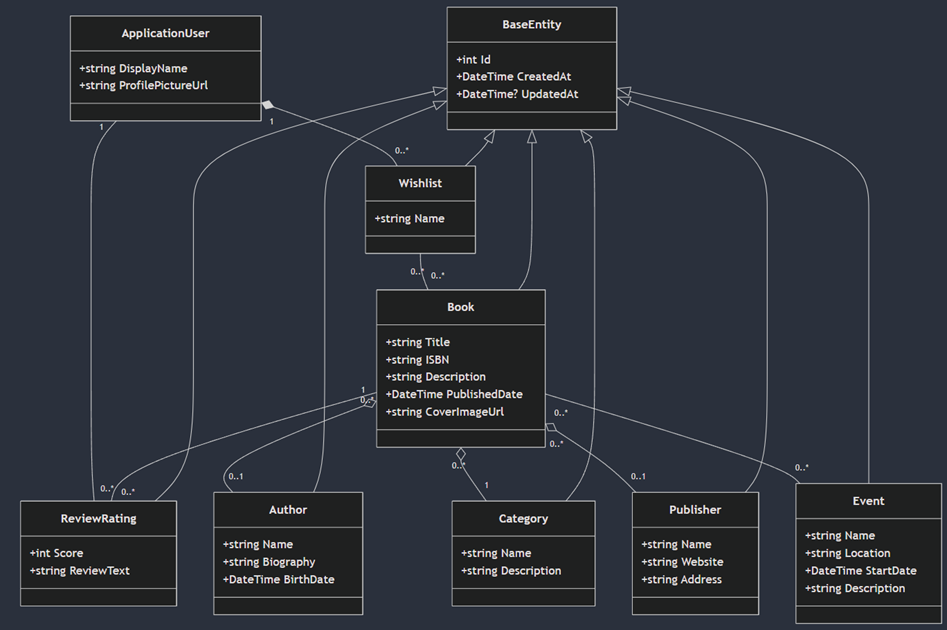 ApplicationUser
+string DisplayName
+string ProfilePictureUrl
BaseEntity
+int Id
+DateTime CreatedAt
+DateTime? UpdatedAt
1
1
0..*
Wishlist
+string Name
0..*
0..*
Book
+string Title
+string ISBN
+string Description
+DateTime PublishedDate
+string CoverImageUrl
1
0..*
0..*
0..*
0..*
0..*
0..*
0..1
1
0..1
0..*
ReviewRating
+int Score
+string ReviewText
Author
+string Name
+string Biography
+DateTime BirthDate
Category
+string Name
+string Description
Publisher
+string Name
+string Website
+string Address
Event
+string Name
+string Location
+DateTime StartDate
+string Description